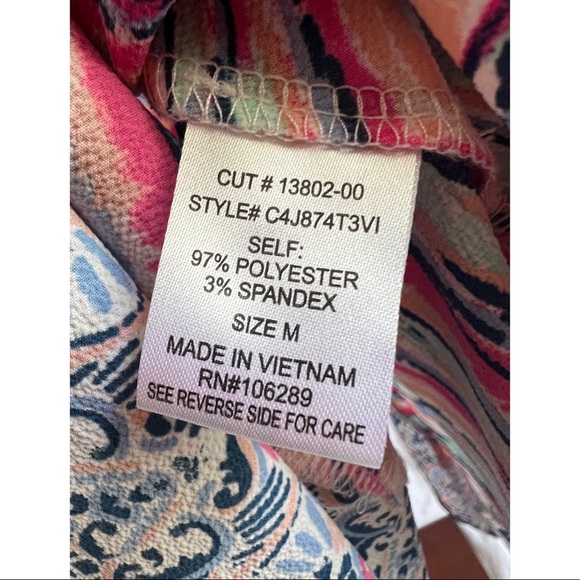 CUT # 13802-00
STYLE# C4J874T3VI
SELF:
97% POLYESTER
3% SPANDEX
SIZE M
MADE IN VIETNAM
RN#106289
SEE REVERSE SIDE FOR CARE